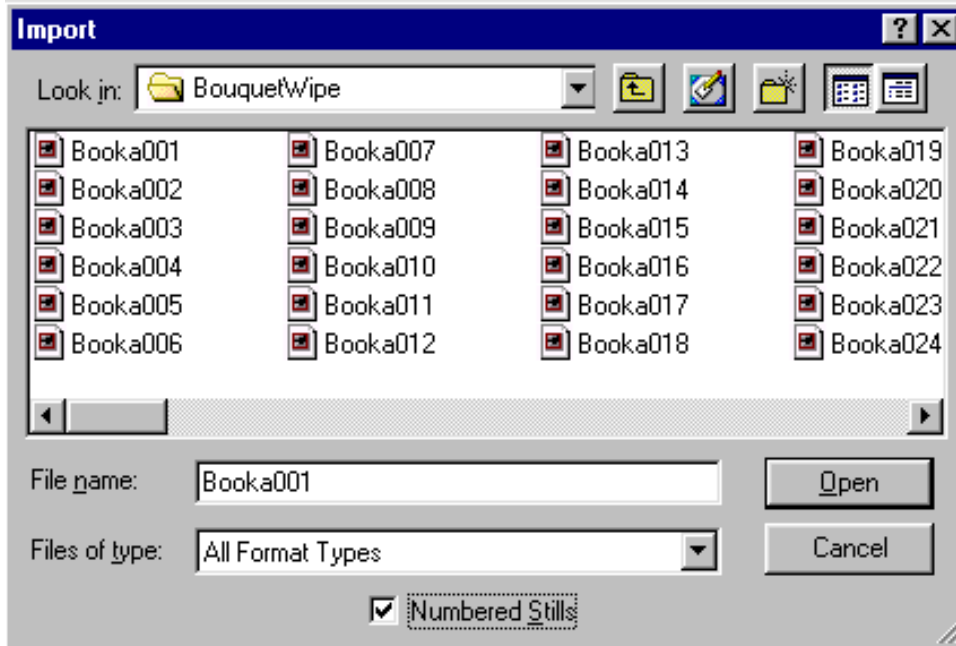 Import
Look in: BouquetWipe
Booka001 Booka007 Booka013 Booka019
Booka002 Booka008 Booka014 Booka020
Booka003 Booka009 Booka015 Booka021
Booka004 Booka010 Booka016 Booka022
Booka005 Booka011 Booka017 Booka023
Booka006 Booka012 Booka018 Booka024
File name: Booka001 Open
Files of type: All Format Types Cancel
Numbered Stills